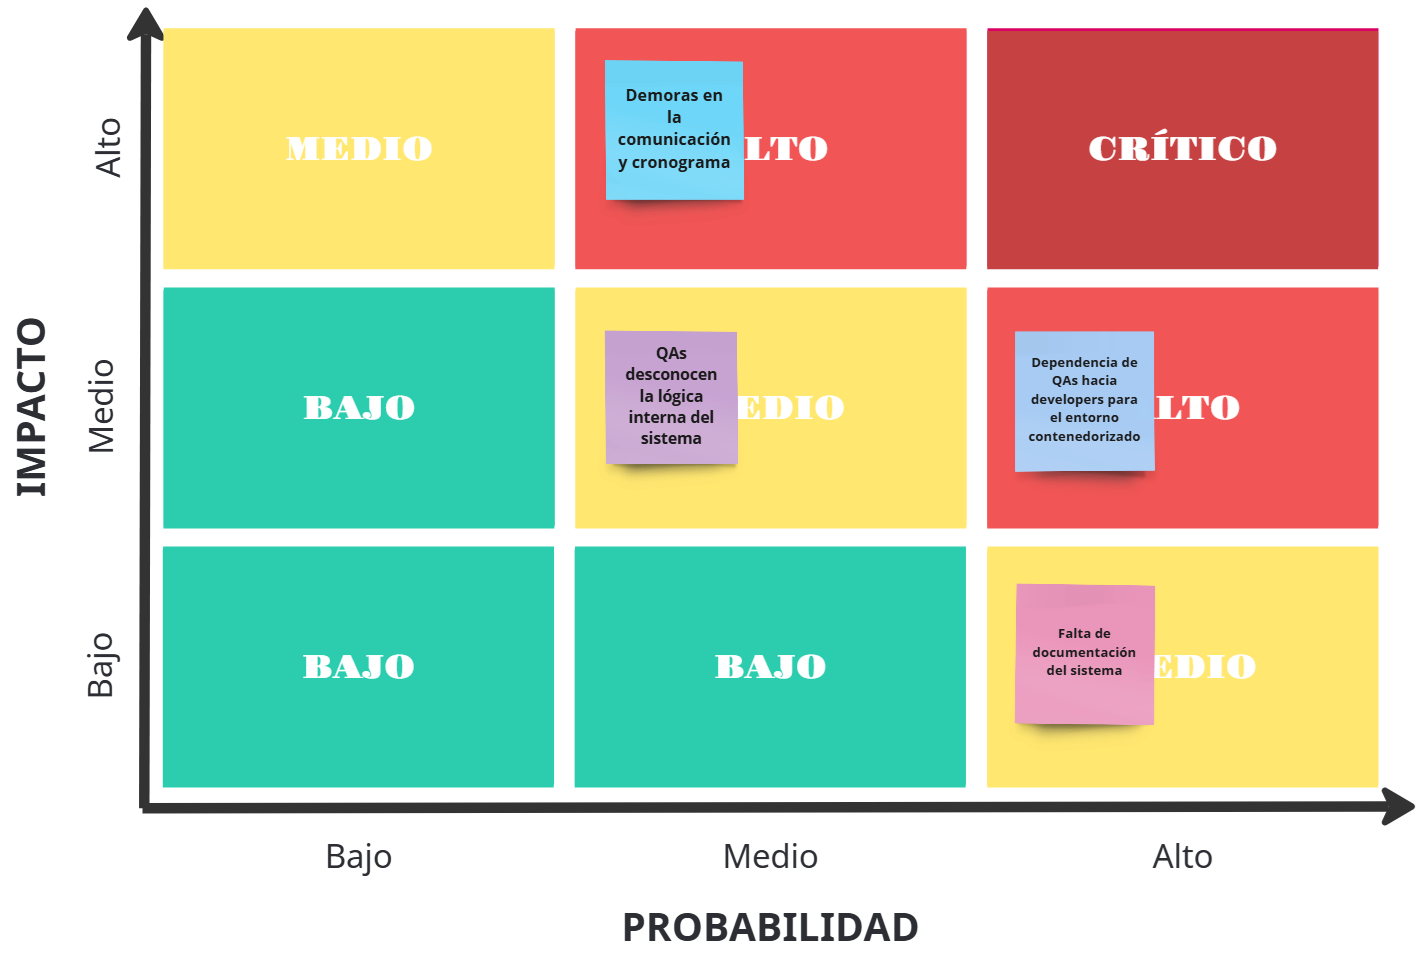 Alto
MEDIO
Demoras en
la
comunicación
y cronograma
LTO
CRÍTICO
IMPACTO
Medio
BAJO
QAs
desconocen
la lógica
interna del
sistema
EDIO
Dependencia de
QAs hacia
developers para
el entorno
contenedorizado
LTO
Bajo
BAJO
BAJO
Falta de
documentación
del sistema
EDIO
Bajo
Medio
Alto
PROBABILIDAD